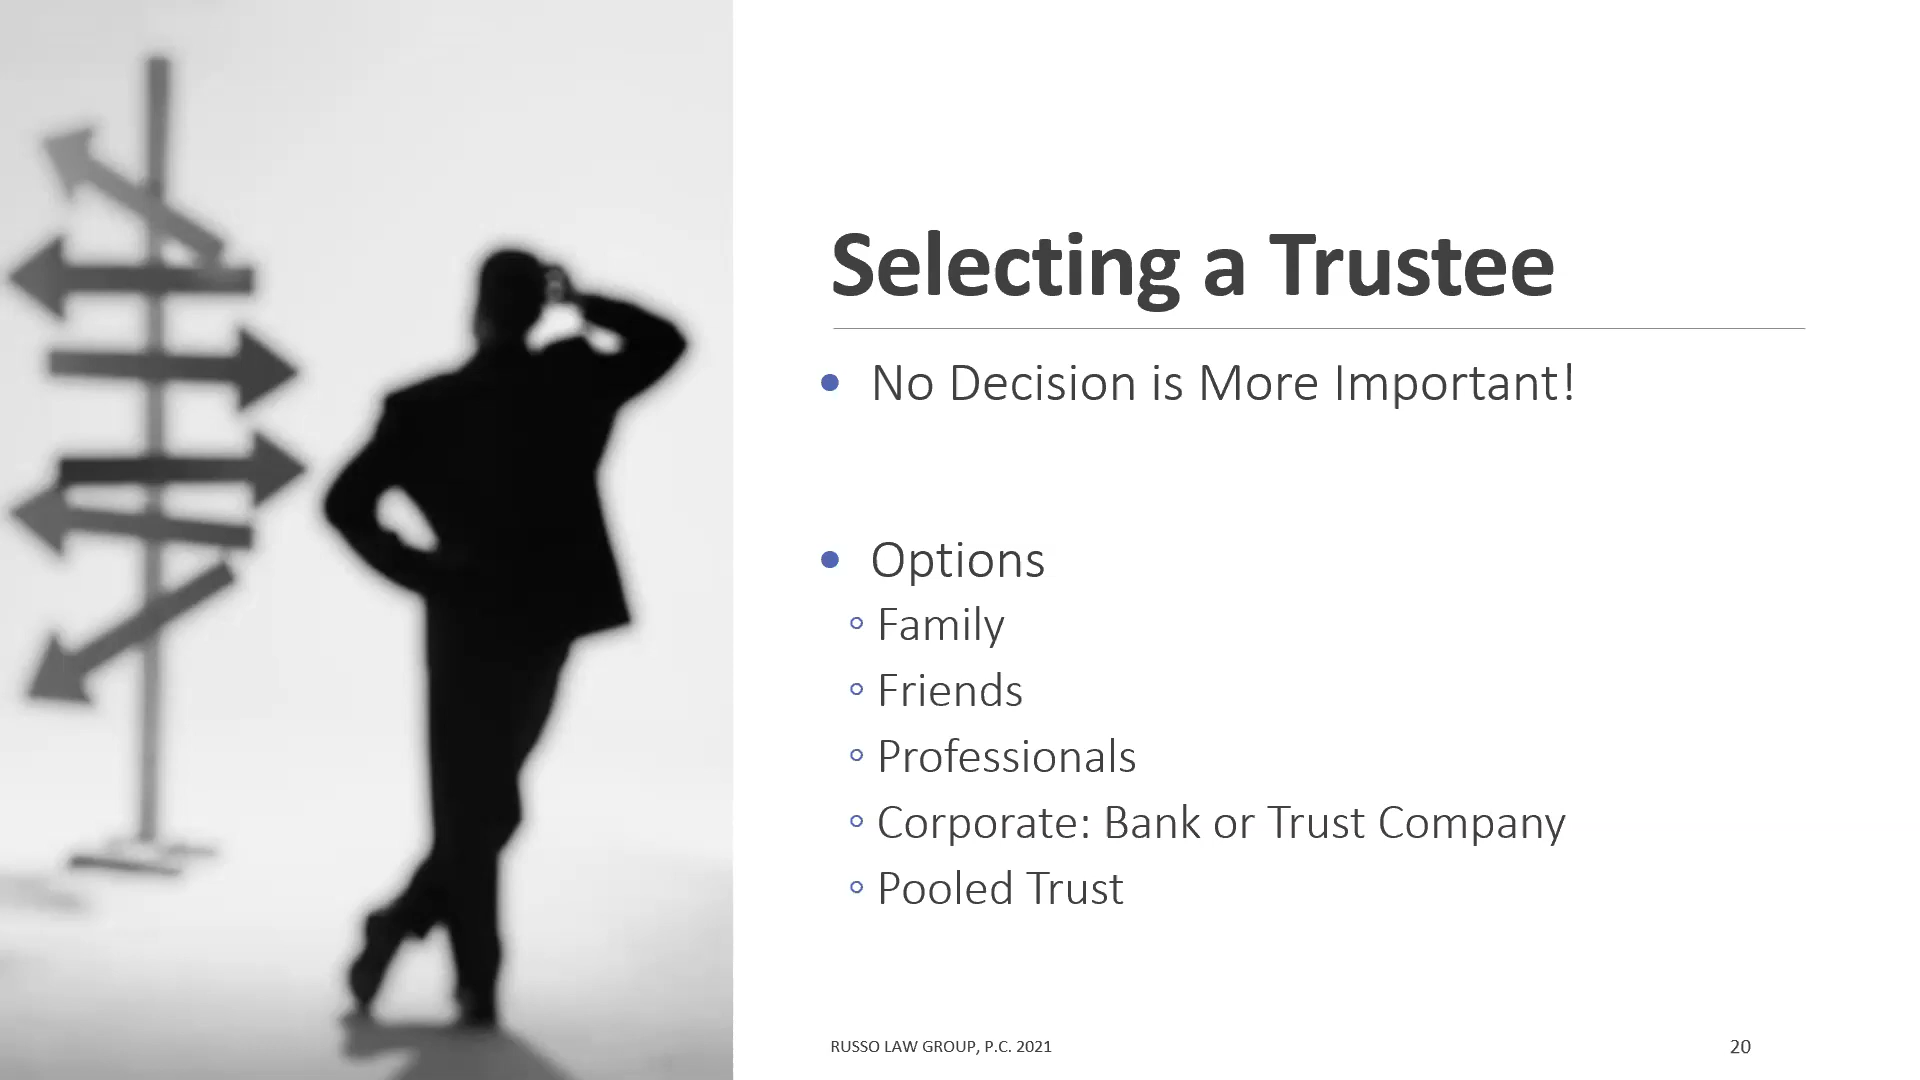 Selecting a Trustee
• No Decision is More Important!
• Options
◦ Family
◦ Friends
◦ Professionals
◦ Corporate: Bank or Trust Company
◦ Pooled Trust
RUSSO LAW GROUP, P.C. 2021
20